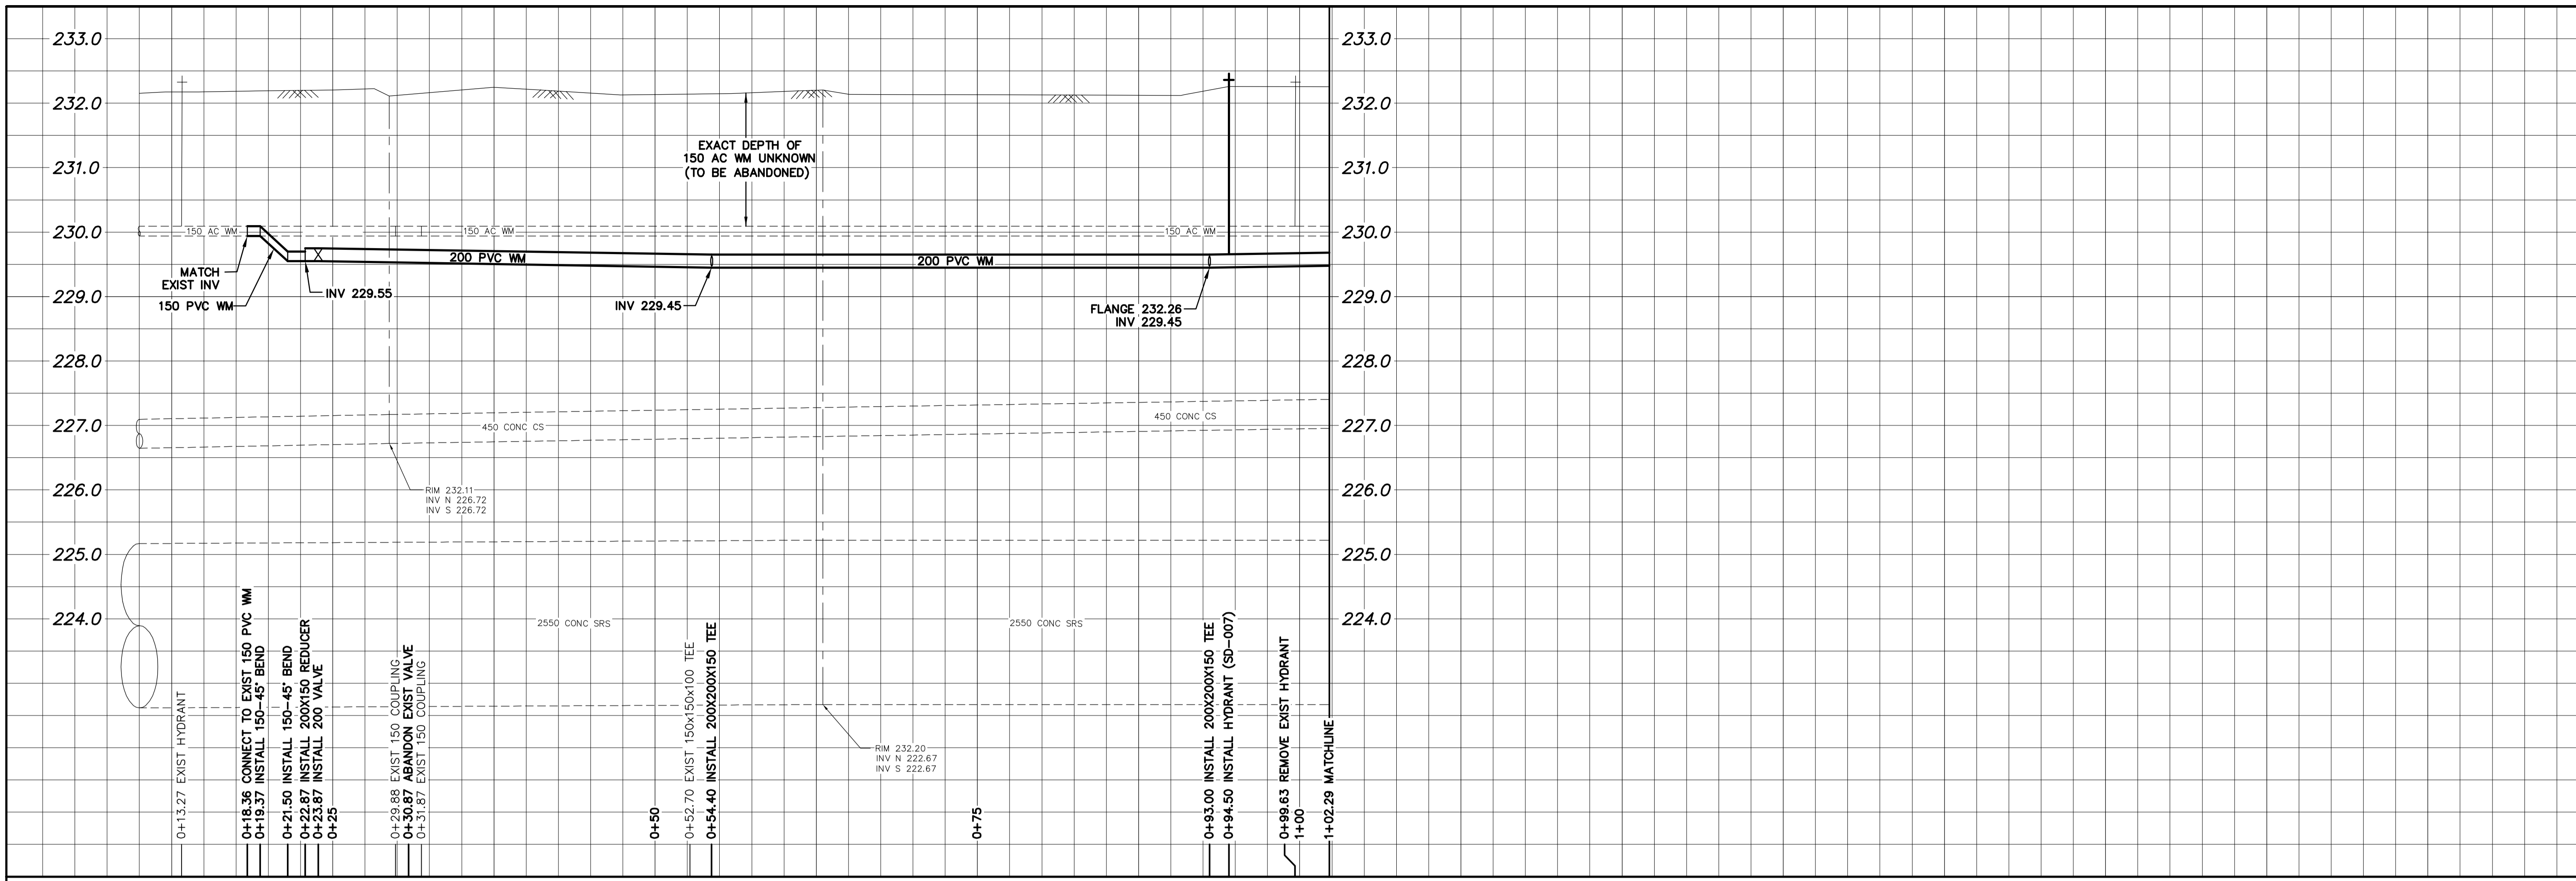 233.0
233.0
232.0
232.0
EXACT DEPTH OF
150 AC WM UNKNOWN
(TO BE ABANDONED)
231.0
231.0
230.0
150 AC WM
150 AC WM
150 AC WM
230.0
200 PVC WM
200 PVC WM
MATCH
EXIST INV
150 PVC WM
INV 229.55
INV 229.45
FLANGE 232.26
INV 229.45
229.0
229.0
228.0
228.0
227.0
450 CONC CS
450 CONC CS
227.0
226.0
226.0
RIM 232.11
INV N 226.72
INV S 226.72
225.0
225.0
224.0
2550 CONC SRS
2550 CONC SRS
224.0
RIM 232.20
INV N 222.67
INV S 222.67
0+13.27 EXIST HYDRANT
0+18.36 CONNECT TO EXIST 150 PVC WM
0+19.37 INSTALL 150-45° BEND
0+21.50 INSTALL 150-45° BEND
0+22.87 INSTALL 200X150 REDUCER
0+23.87 INSTALL 200 VALVE
0+25
0+29.88 EXIST 150 COUPLING
0+30.87 ABANDON EXIST VALVE
0+31.87 EXIST 150 COUPLING
0+50
0+52.70 EXIST 150x150x100 TEE
0+54.40 INSTALL 200X200X150 TEE
0+75
0+93.00 INSTALL 200X200X150 TEE
0+94.50 INSTALL HYDRANT (SD-007)
0+99.63 REMOVE EXIST HYDRANT
1+00
1+02.29 MATCHLINE